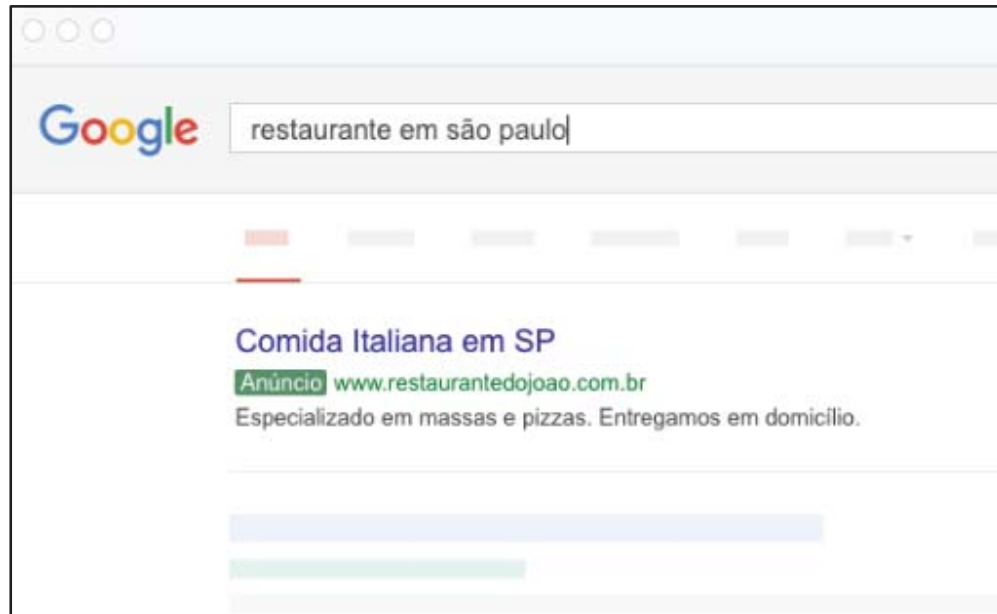 Google
restaurante em são paulo
Comida Italiana em SP
Anúncio www.restaurantedojoao.com.br
Especializado em massas e pizzas. Entregamos em domicílio.